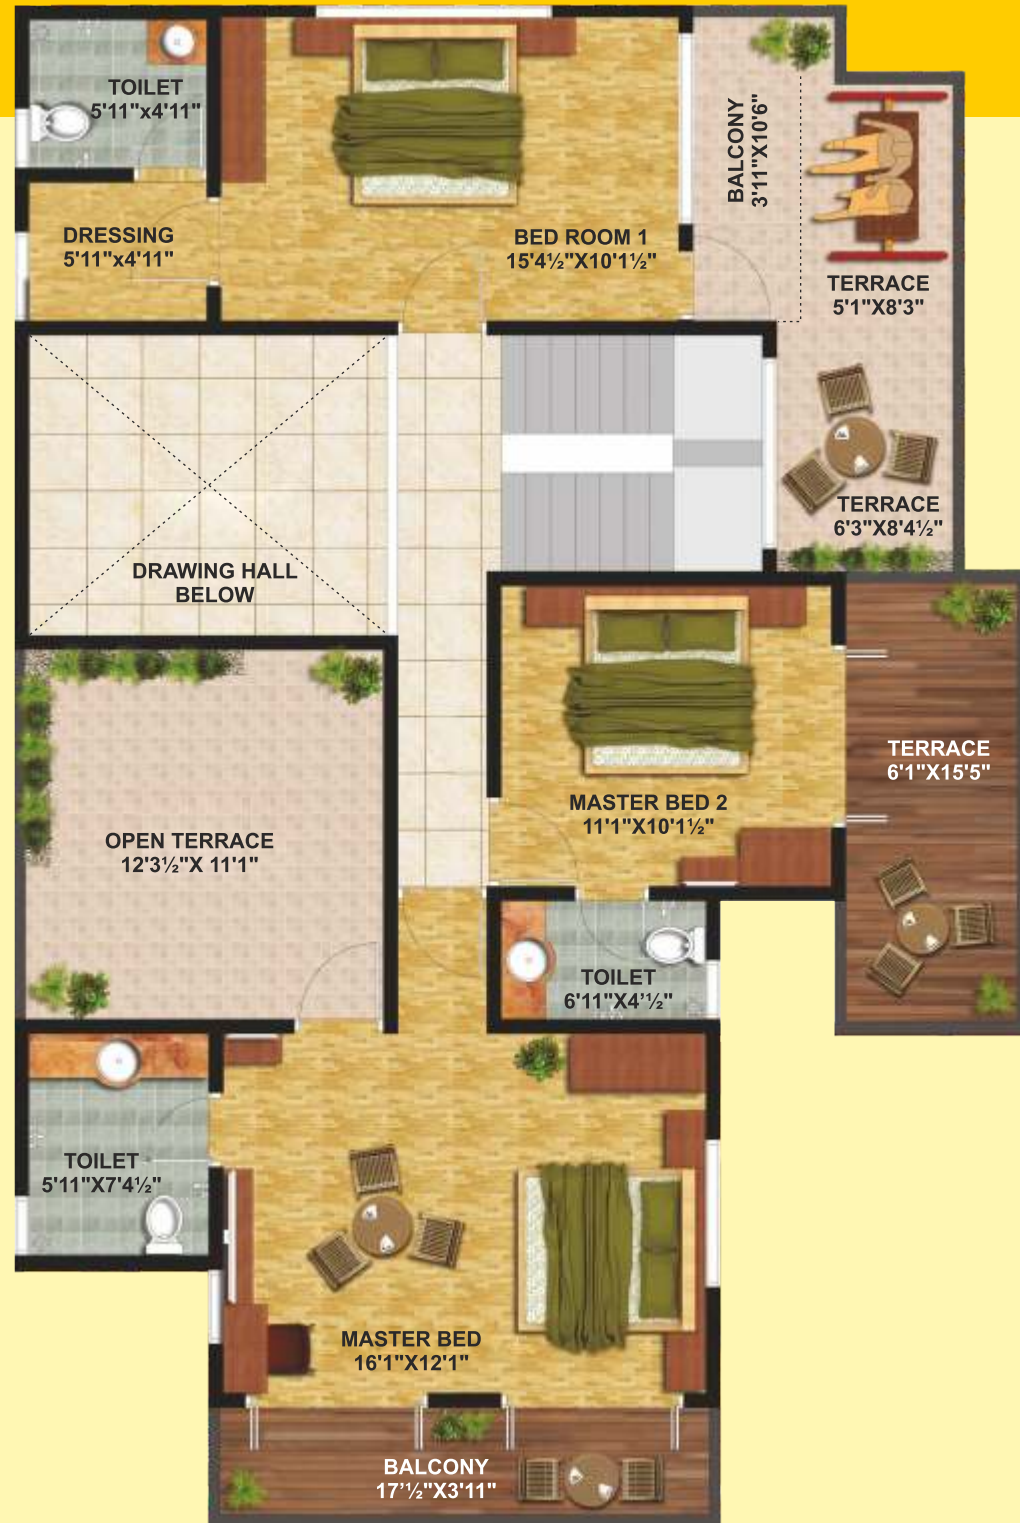 TOILET
5'11"x4'11"
DRESSING
5'11"x4'11"
BED ROOM 1
15'4½"X10'1½"
BALCONY
3'11"X10'6"
TERRACE
5'1"X8'3"
TERRACE
6'3"X8'4½"
DRAWING HALL
BELOW
OPEN TERRACE
12'3½"X 11'1"
MASTER BED 2
11'1"X10'1½"
TERRACE
6'1"X15'5"
TOILET
6'11"X4’½"
TOILET
5'11"X7'4½"
MASTER BED
16'1"X12'1"
BALCONY
17’½"X3'11"